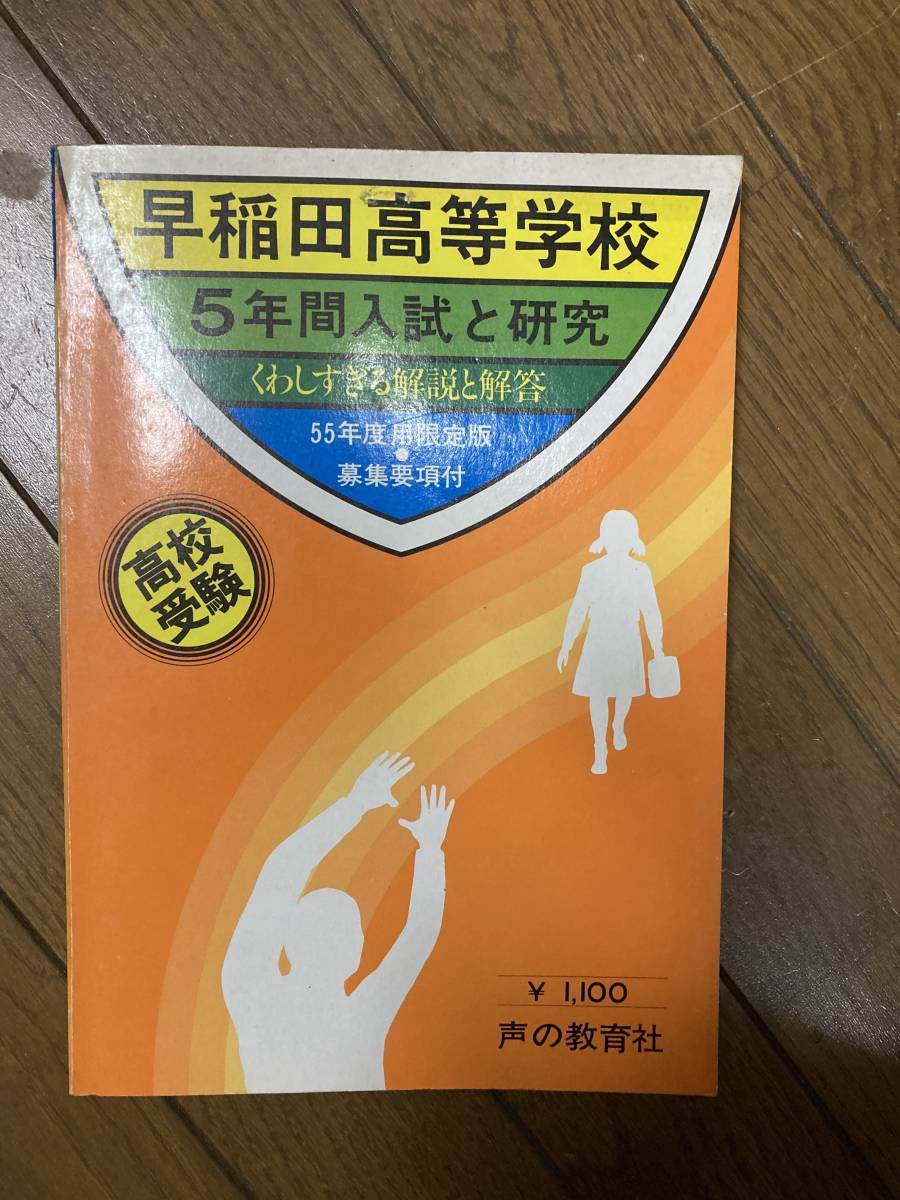 早稲田高等学校
5年間入試と研究
くわしすぎる解説と解答
55年度用限定版
●
募集要項付
高校
受験
¥ 1,100
声の教育社